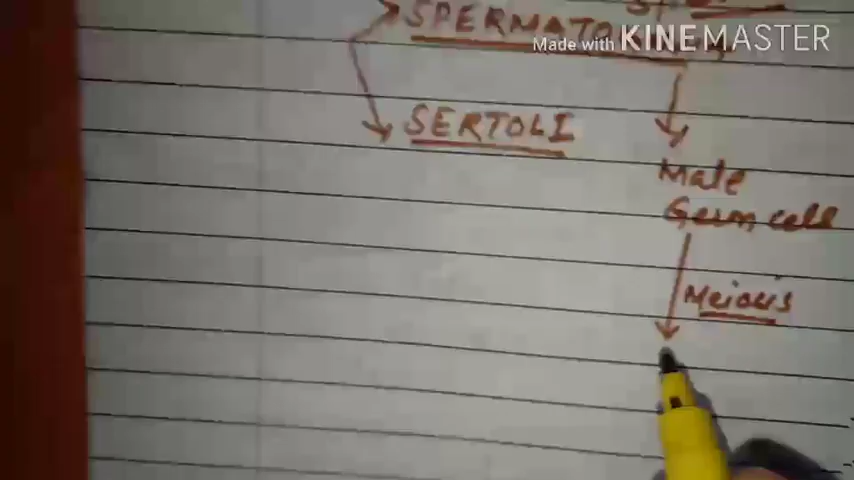 SPERMATO
Made with KINEMASTER
SERTOLI
Male
Germ cell
Meiosis